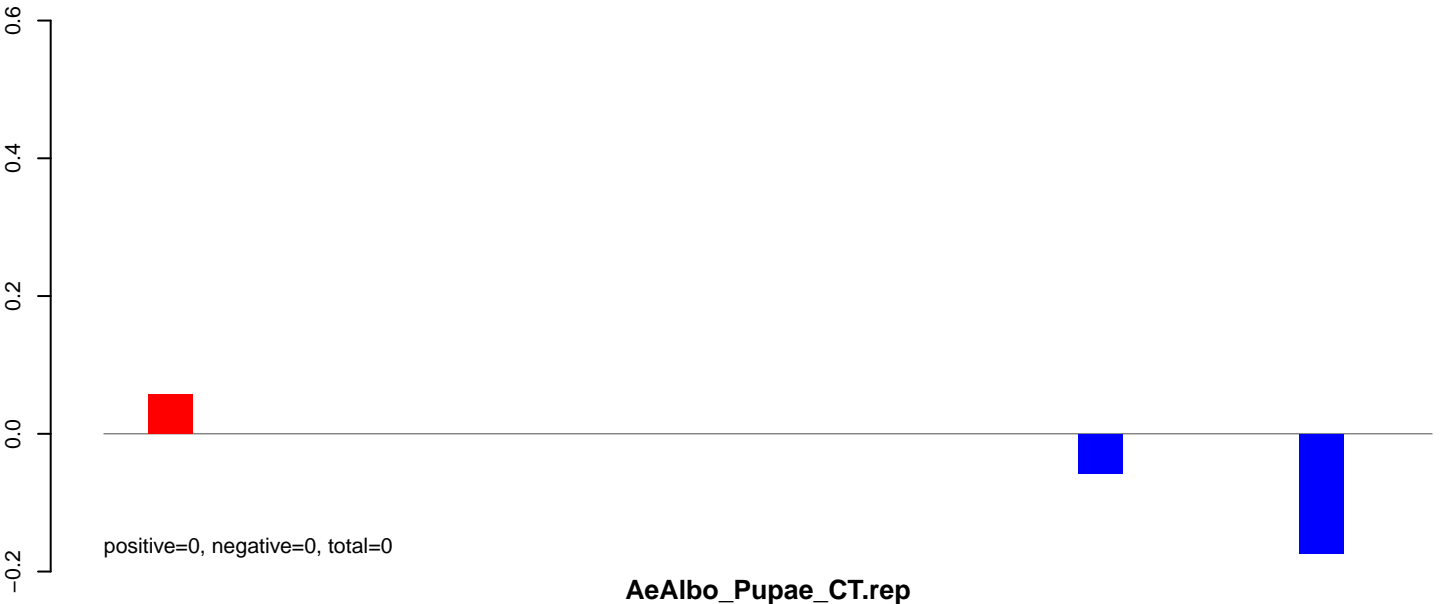 0.6
0.4
0.2
0.0
−0.2
positive=0, negative=0, total=0
AeAlbo_Pupae_CT.rep